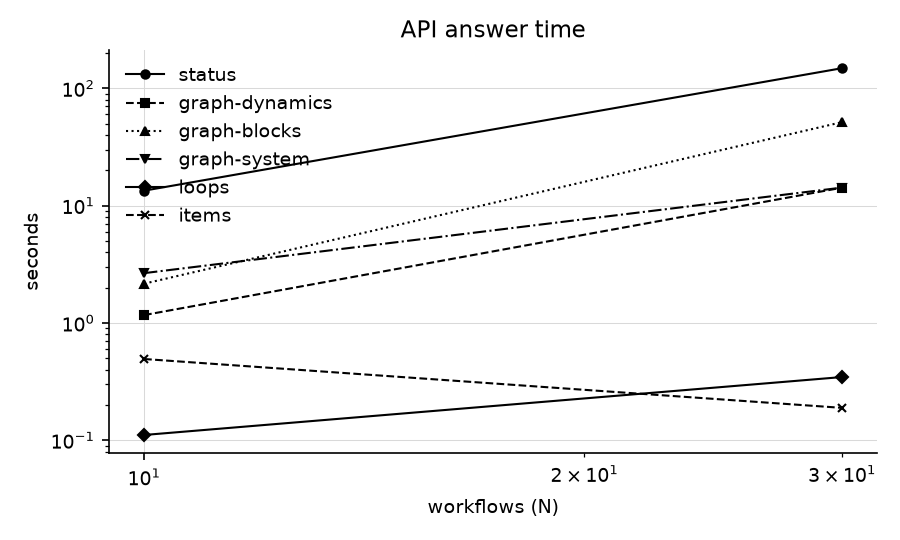 API answer time
status
graph-dynamics
graph-blocks
graph-system
loops
items
seconds
10²
10¹
10⁰
10⁻¹
10¹
2 × 10¹
3 × 10¹
workflows (N)